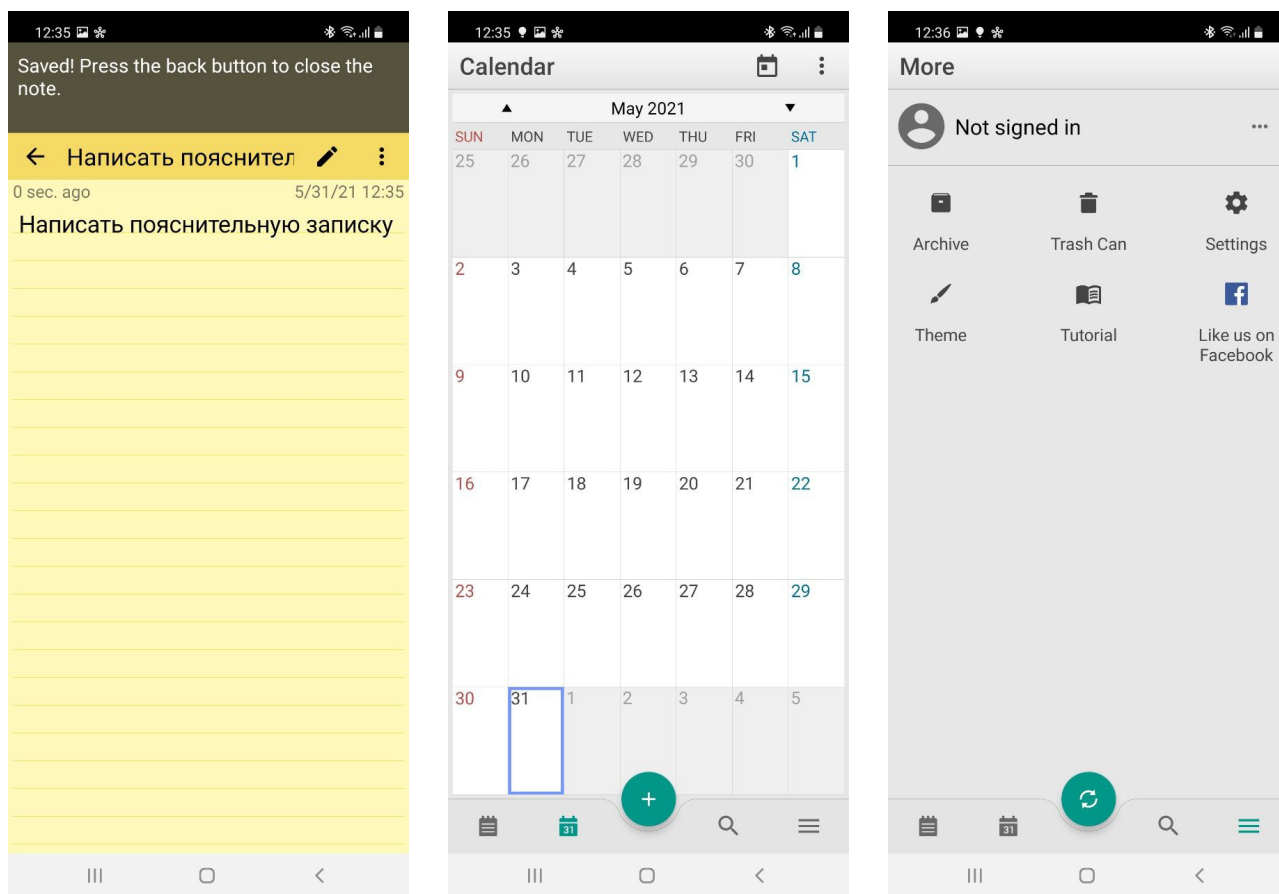 12:35
Saved! Press the back button to close the
note.
Написать пояснител
0 sec. ago 5/31/21 12:35
Написать пояснительную записку
12:35
Calendar
May 2021
SUN MON TUE WED THU FRI SAT
25 26 27 28 29 30 1
2 3 4 5 6 7 8
9 10 11 12 13 14 15
16 17 18 19 20 21 22
23 24 25 26 27 28 29
30 31 1 2 3 4 5
31
12:36
More
Not signed in
Archive Trash Can Settings
Theme Tutorial Like us on
Facebook
31